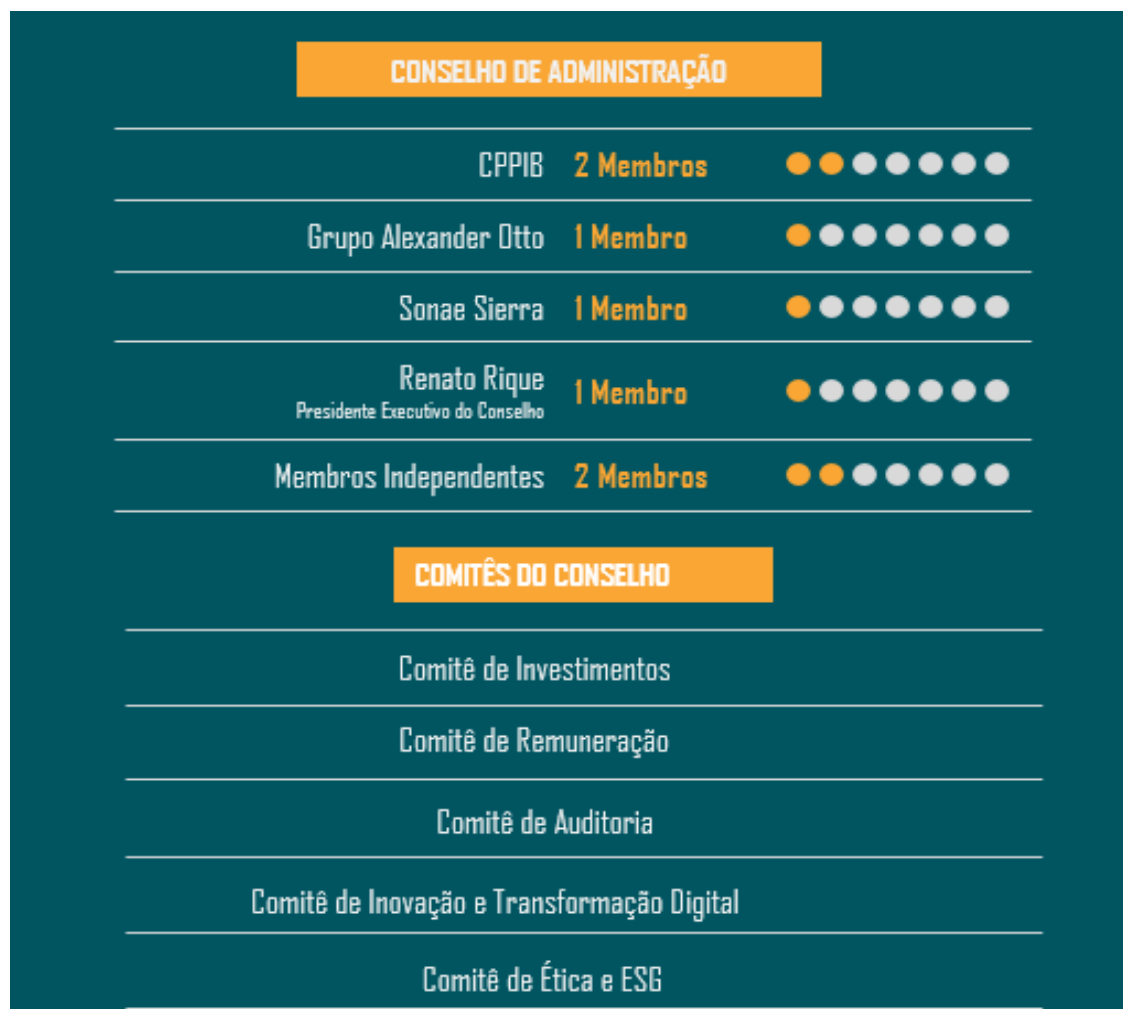 CONSELHO DE ADMINISTRAÇÃO
CPPIB 2 Membros
Grupo Alexander Otto 1 Membro
Sonae Sierra 1 Membro
Renato Rique
Presidente Executivo do Conselho
1 Membro
Membros Independentes 2 Membros
COMITÊS DO CONSELHO
Comitê de Investimentos
Comitê de Remuneração
Comitê de Auditoria
Comitê de Inovação e Transformação Digital
Comitê de Ética e ESG